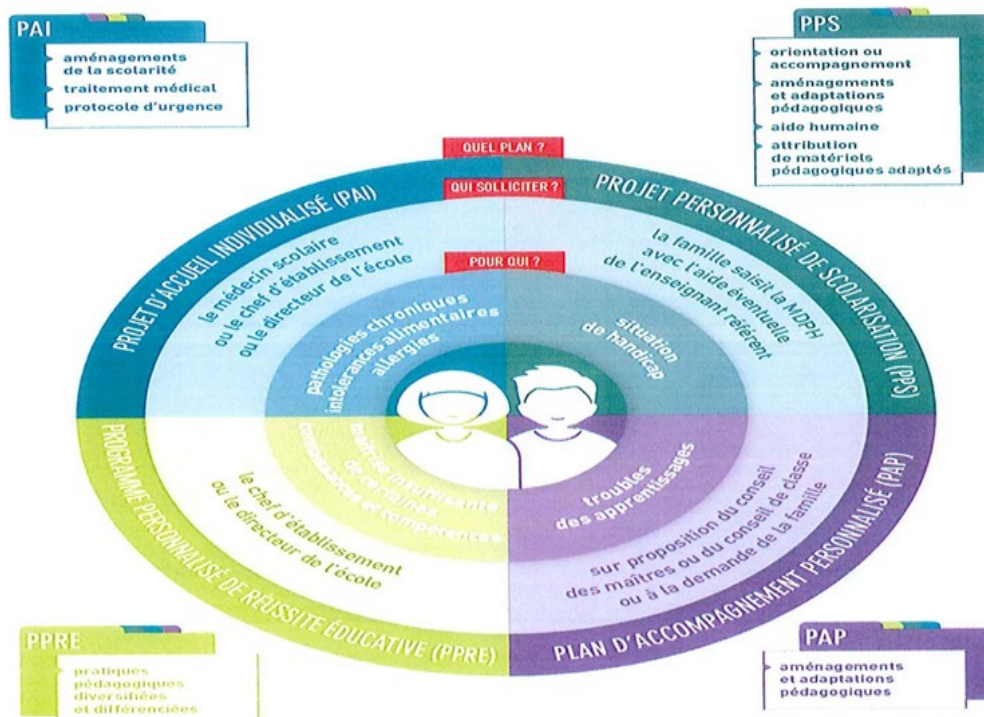 PAI
aménagements
de la scolarité
traitement médical
protocole d'urgence
PPS
orientation ou
accompagnement
aménagements
et adaptations
pédagogiques
aide humaine
attribution
de matériels
pédagogiques adaptés
QUEL PLAN ?
QUI SOLLICITER ?
POUR QUI ?
PROJET D'ACCUEIL INDIVIDUALISÉ (PAI)
le médecin scolaire
ou le chef d'établissement
ou le directeur de l'école
pathologies chroniques
intolérances alimentaires
allergies
PROJET PERSONNALISÉ DE SCOLARISATION (PPS)
la famille saisit la MDPH
avec l'aide éventuelle
de l'enseignant référent
situation
de handicap
PROGRAMME PERSONNALISÉ DE RÉUSSITE ÉDUCATIVE (PPRE)
le chef d'établissement
ou le directeur de l'école
maîtrise insuffisante
de certaines
connaissances et compétences
PLAN D'ACCOMPAGNEMENT PERSONNALISÉ (PAP)
sur proposition du conseil
des maîtres ou du conseil de classe
ou à la demande de la famille
troubles
des apprentissages
PPRE
pratiques
pédagogiques
diversifiées
et différenciées
PAP
aménagements
et adaptations
pédagogiques